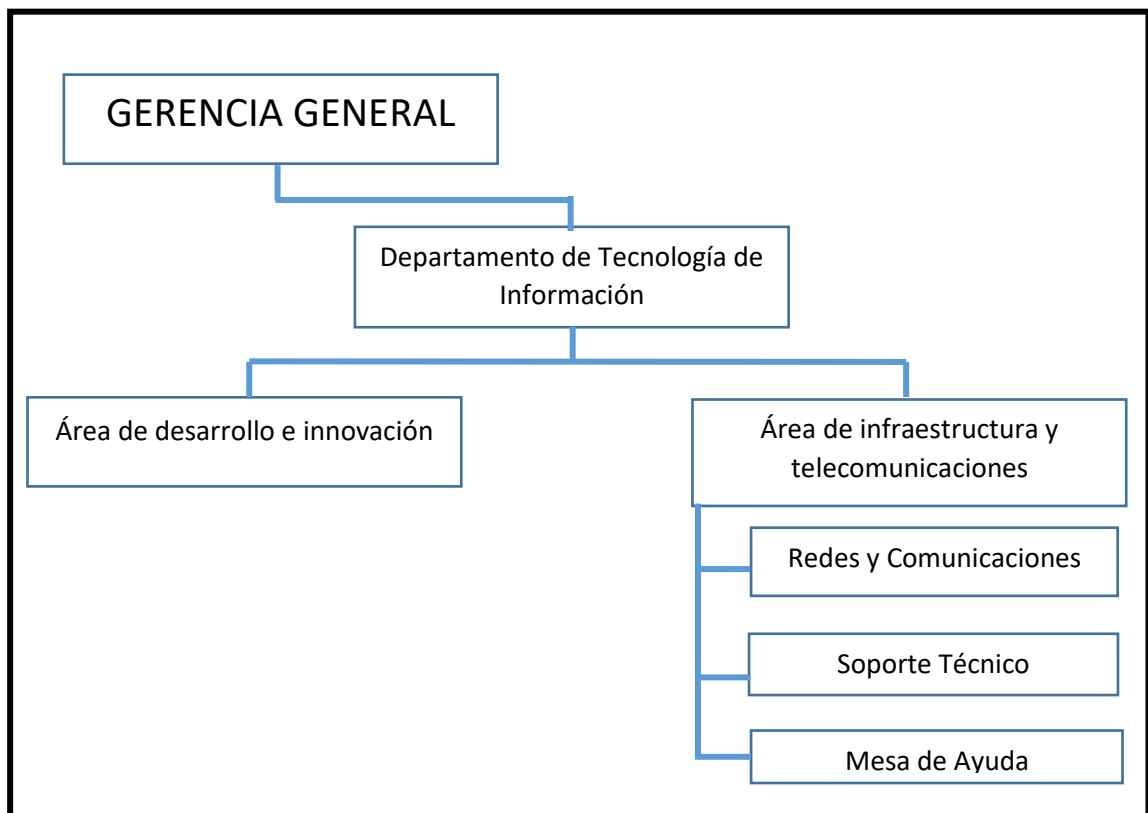 GERENCIA GENERAL
Departamento de Tecnología de
Información
Área de desarrollo e innovación
Área de infraestructura y
telecomunicaciones
Redes y Comunicaciones
Soporte Técnico
Mesa de Ayuda